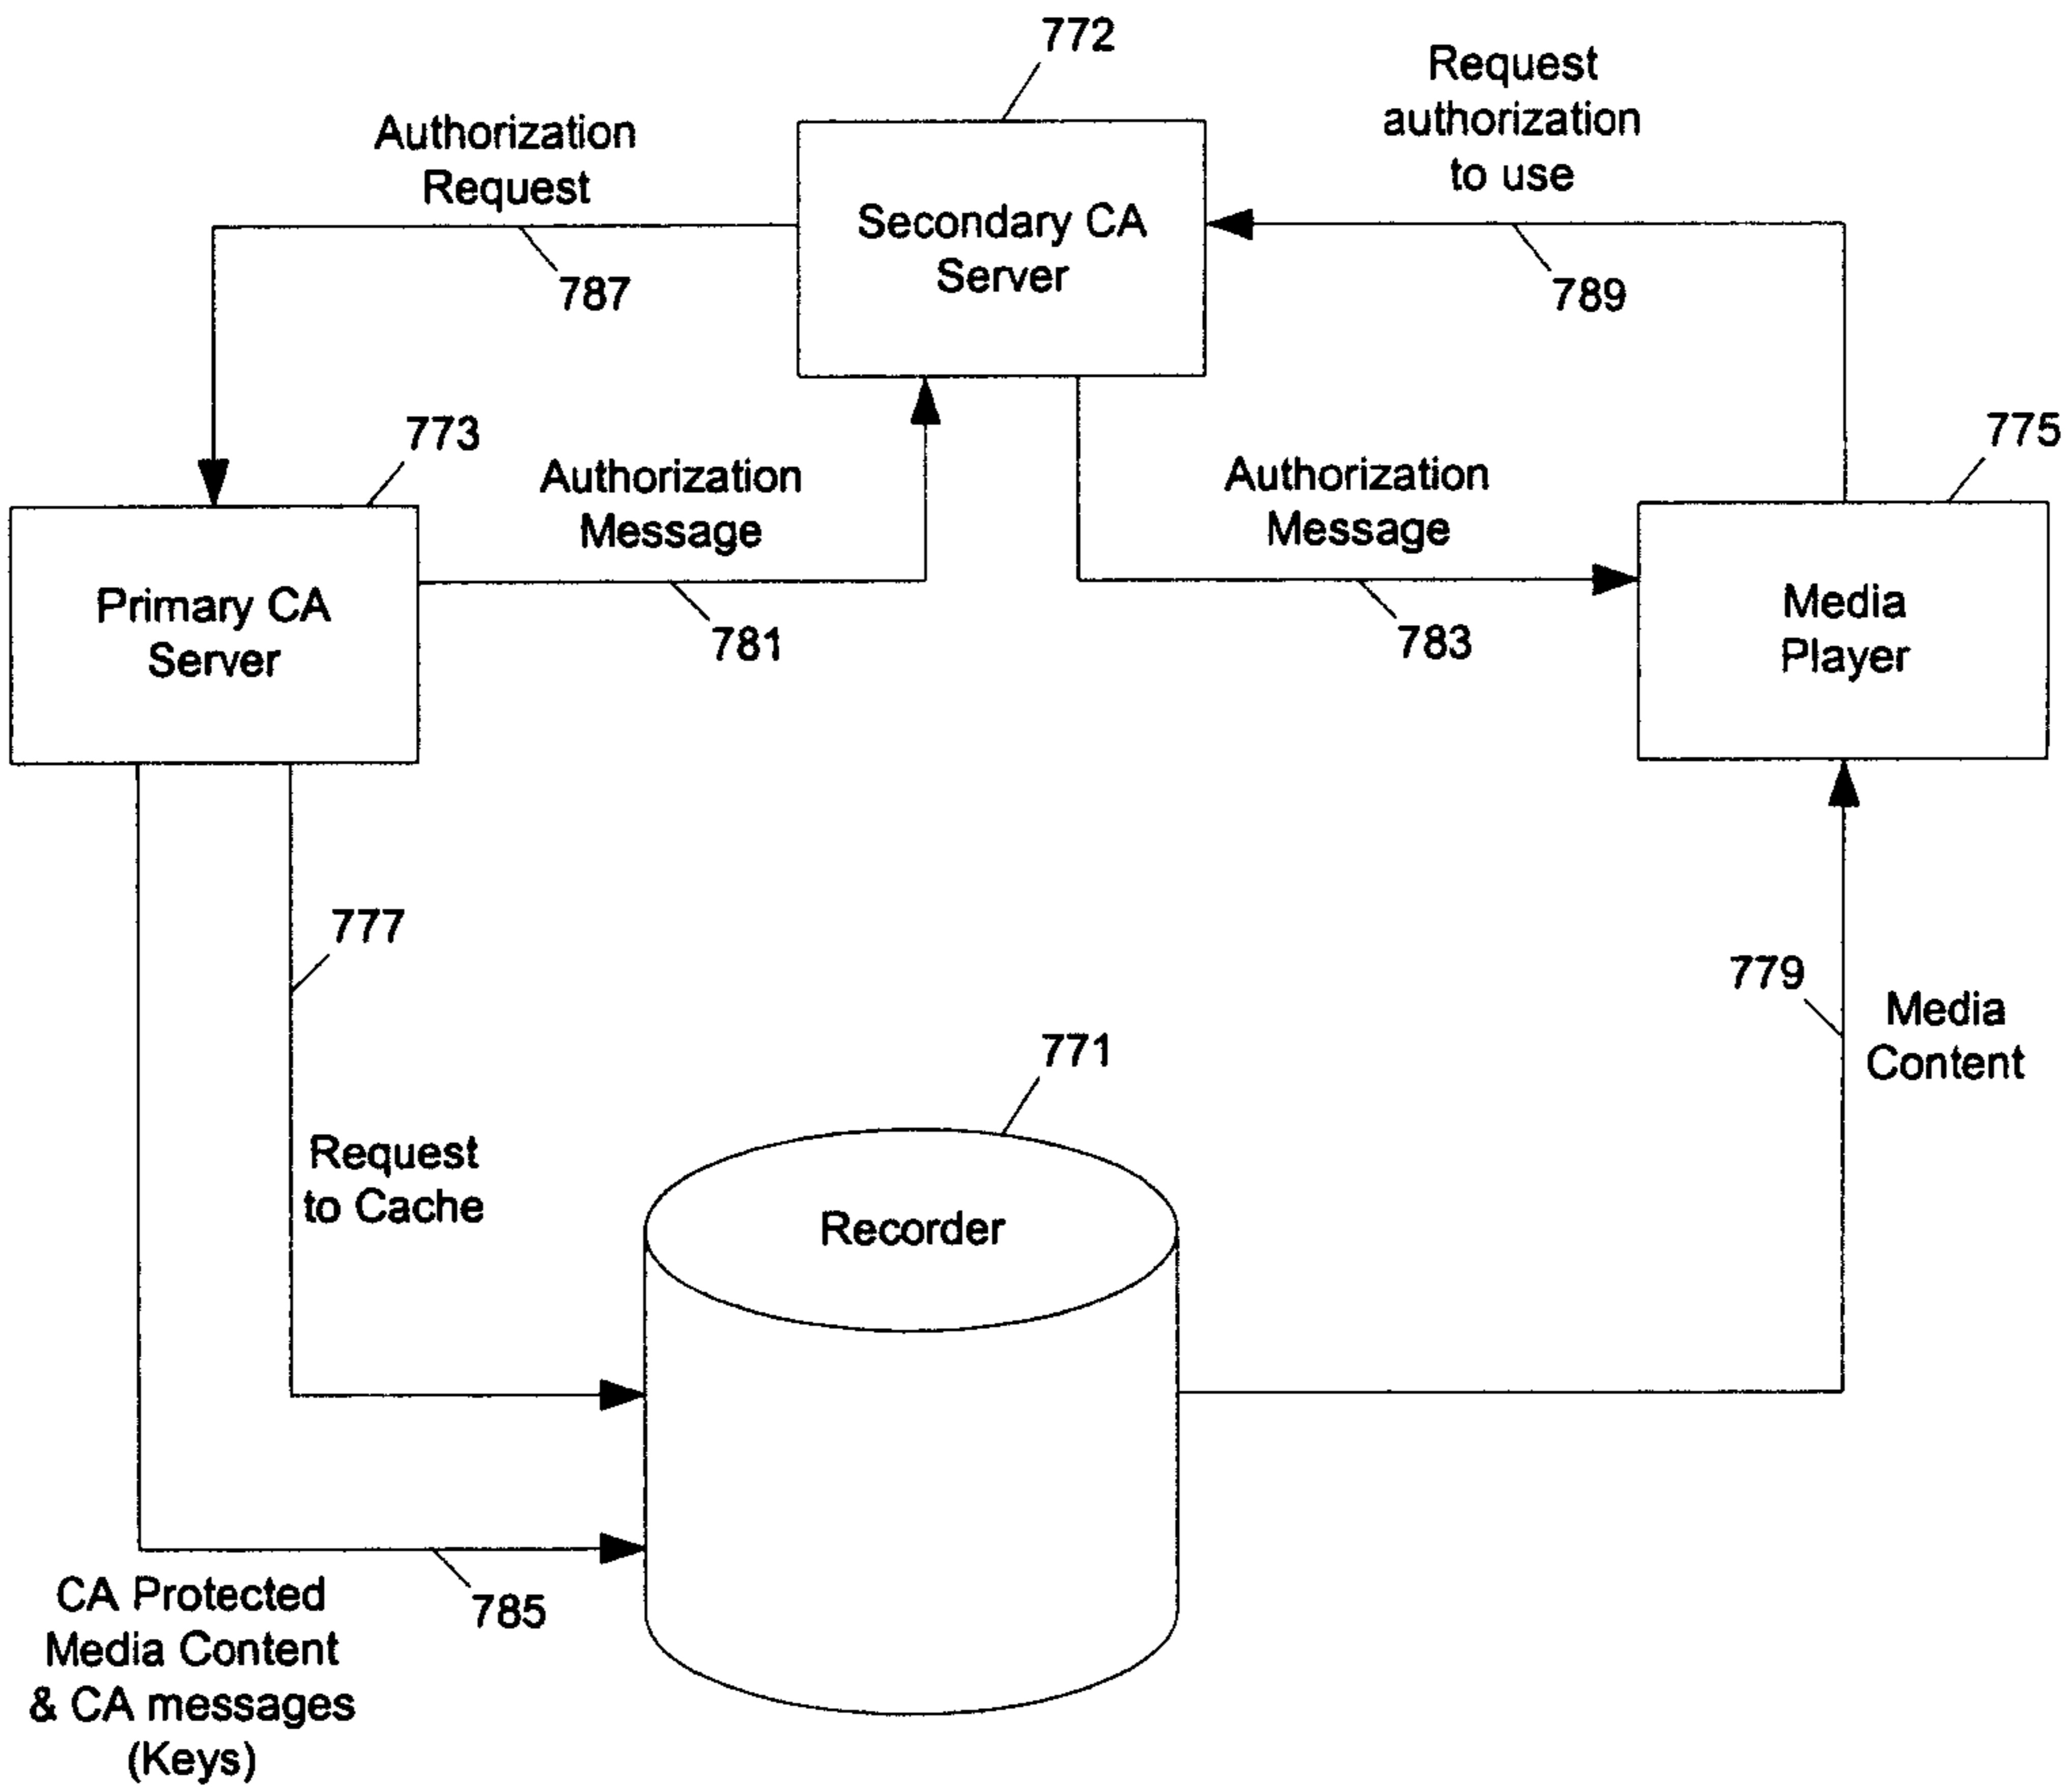 772
Request
authorization
to use
Authorization
Request
Secondary CA
Server
787
789
773
775
Authorization
Message
Authorization
Message
Primary CA
Server
781
783
Media
Player
777
779
Media
Content
771
Request
to Cache
Recorder
785
CA Protected
Media Content
& CA messages
(Keys)